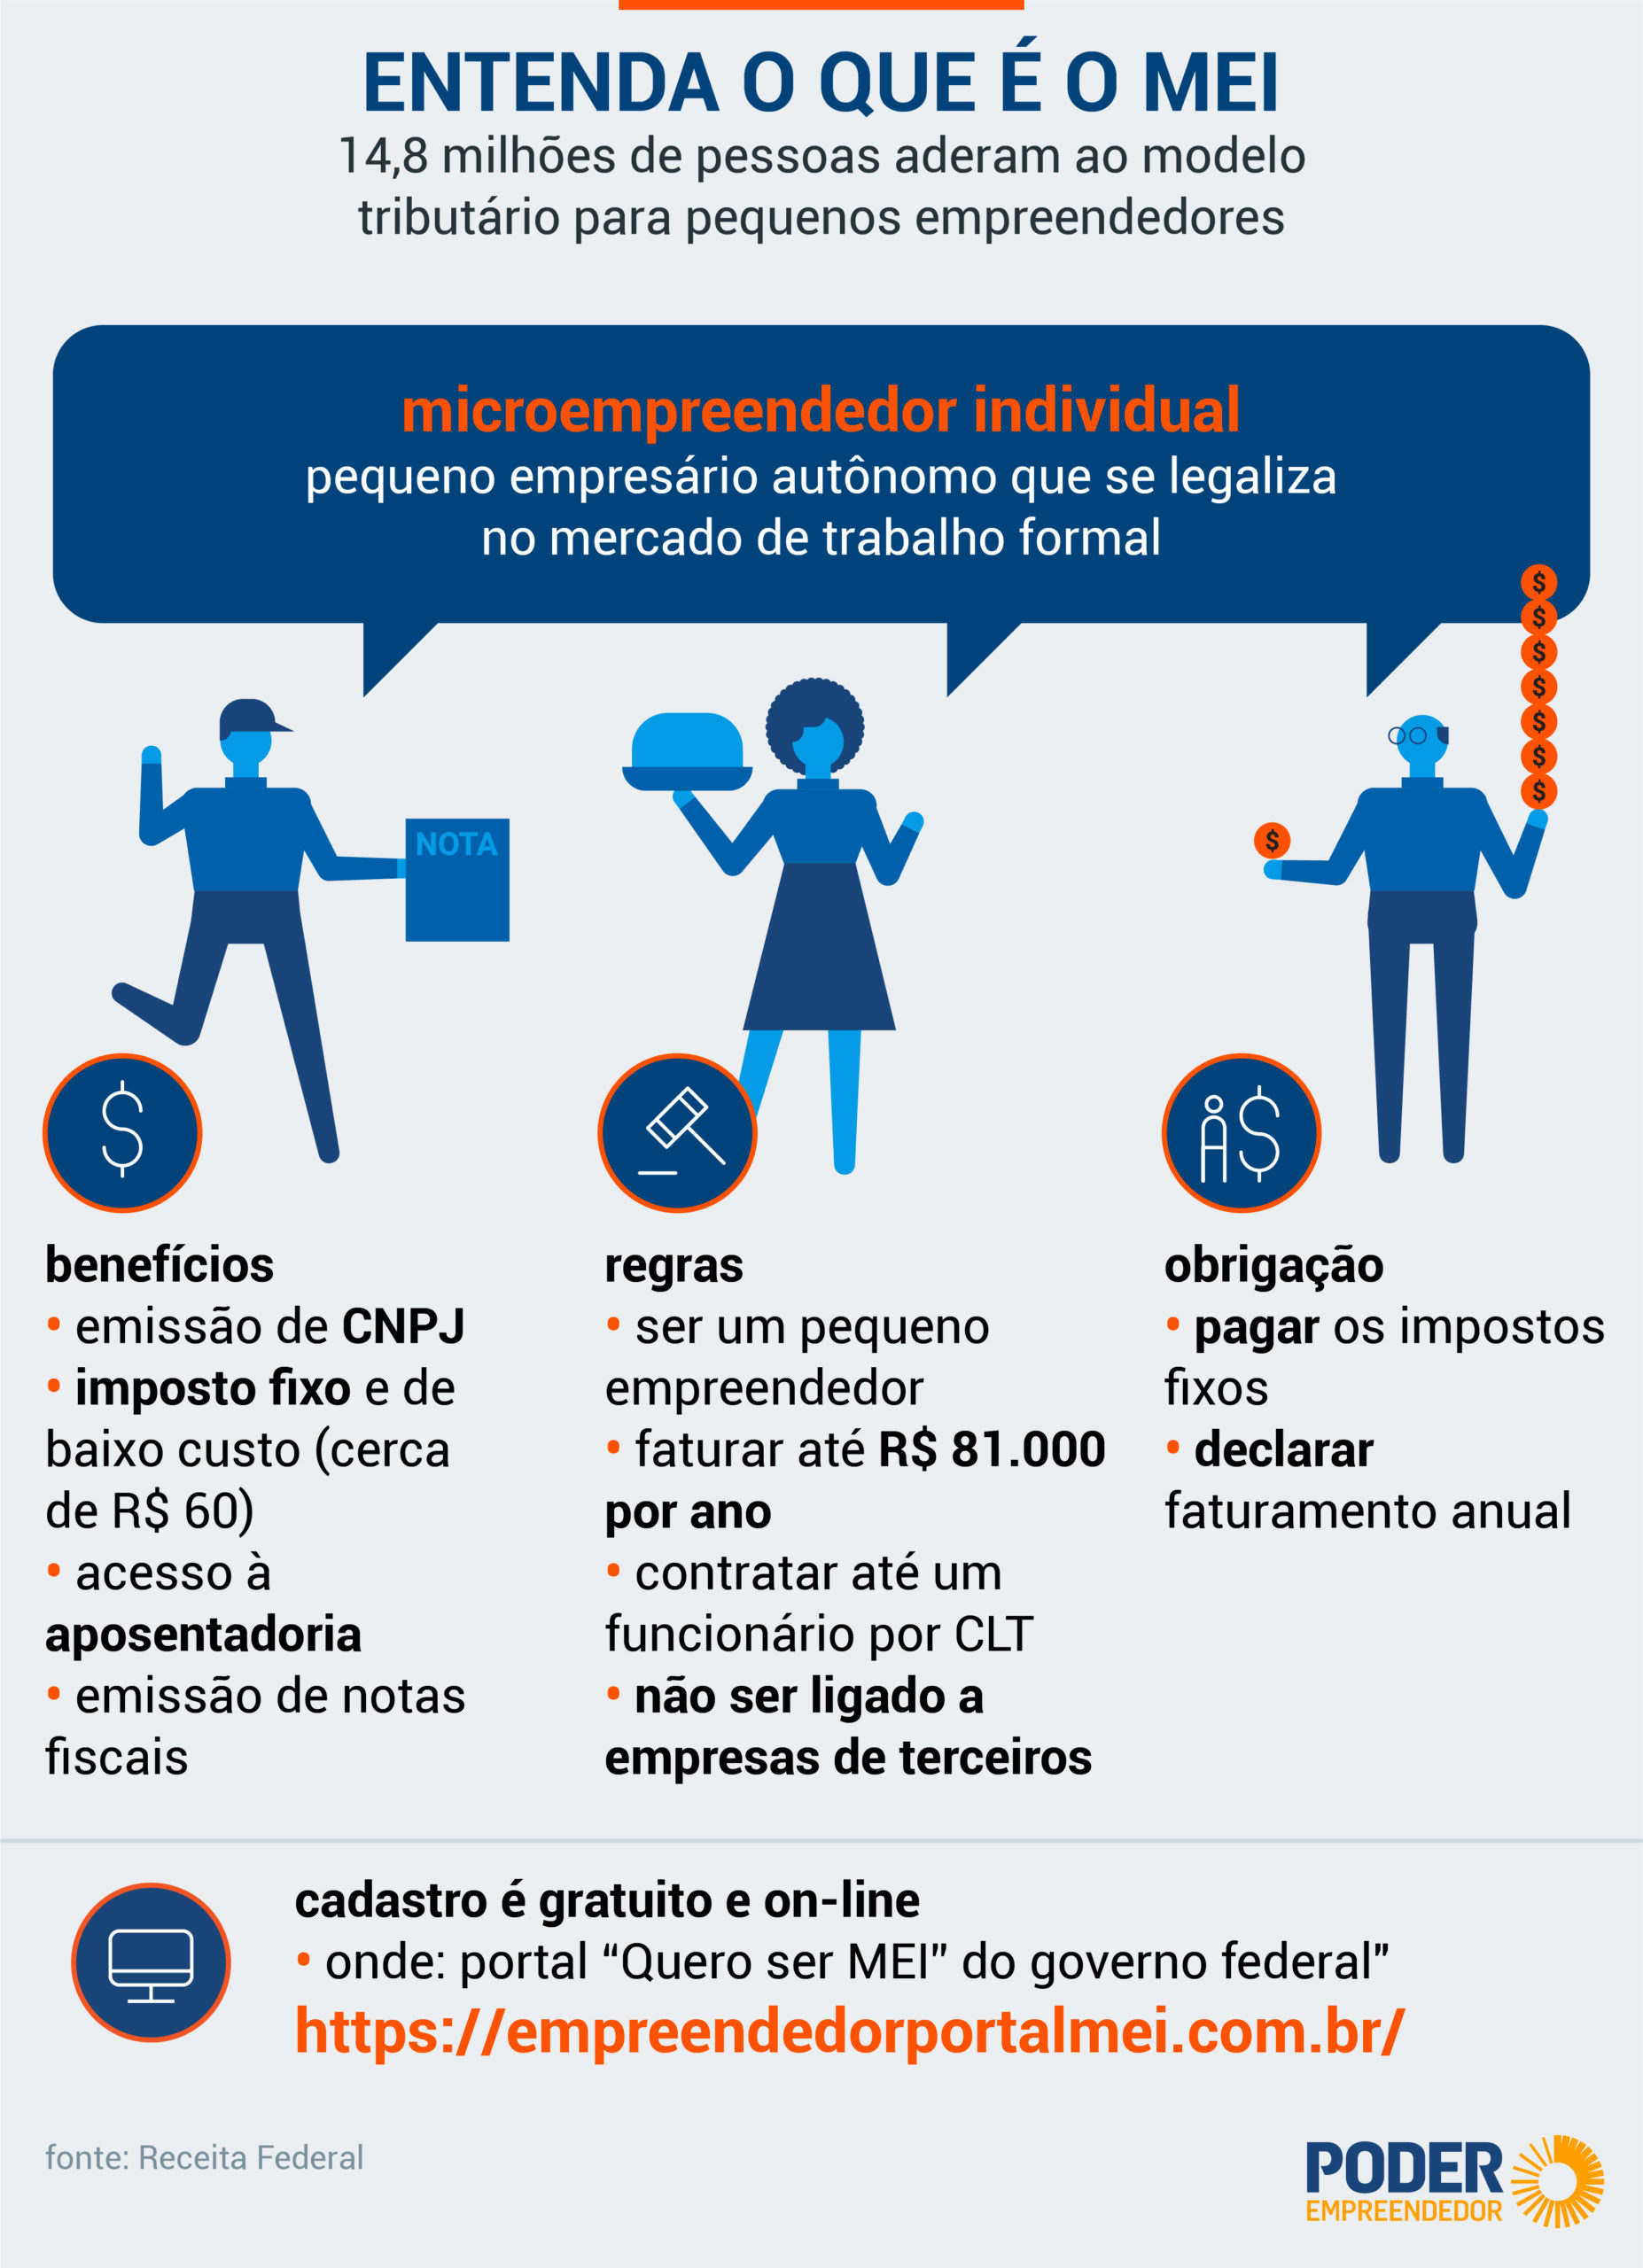 ENTENDA O QUE É O MEI
14,8 milhões de pessoas aderam ao modelo
tributário para pequenos empreendedores
microempreendedor individual
pequeno empresário autônomo que se legaliza
no mercado de trabalho formal
$
$
$
$
$
$
$
$
NOTA
$
$
benefícios
• emissão de CNPJ
• imposto fixo e de
baixo custo (cerca
de R$ 60)
• acesso à
aposentadoria
• emissão de notas
fiscais
regras
• ser um pequeno
empreendedor
• faturar até R$ 81.000
por ano
• contratar até um
funcionário por CLT
• não ser ligado a
empresas de terceiros
obrigação
• pagar os impostos
fixos
• declarar
faturamento anual
cadastro é gratuito e on-line
• onde: portal “Quero ser MEI” do governo federal”
https://empreendedorportalmei.com.br/
fonte: Receita Federal
PODER
EMPREENDEDOR